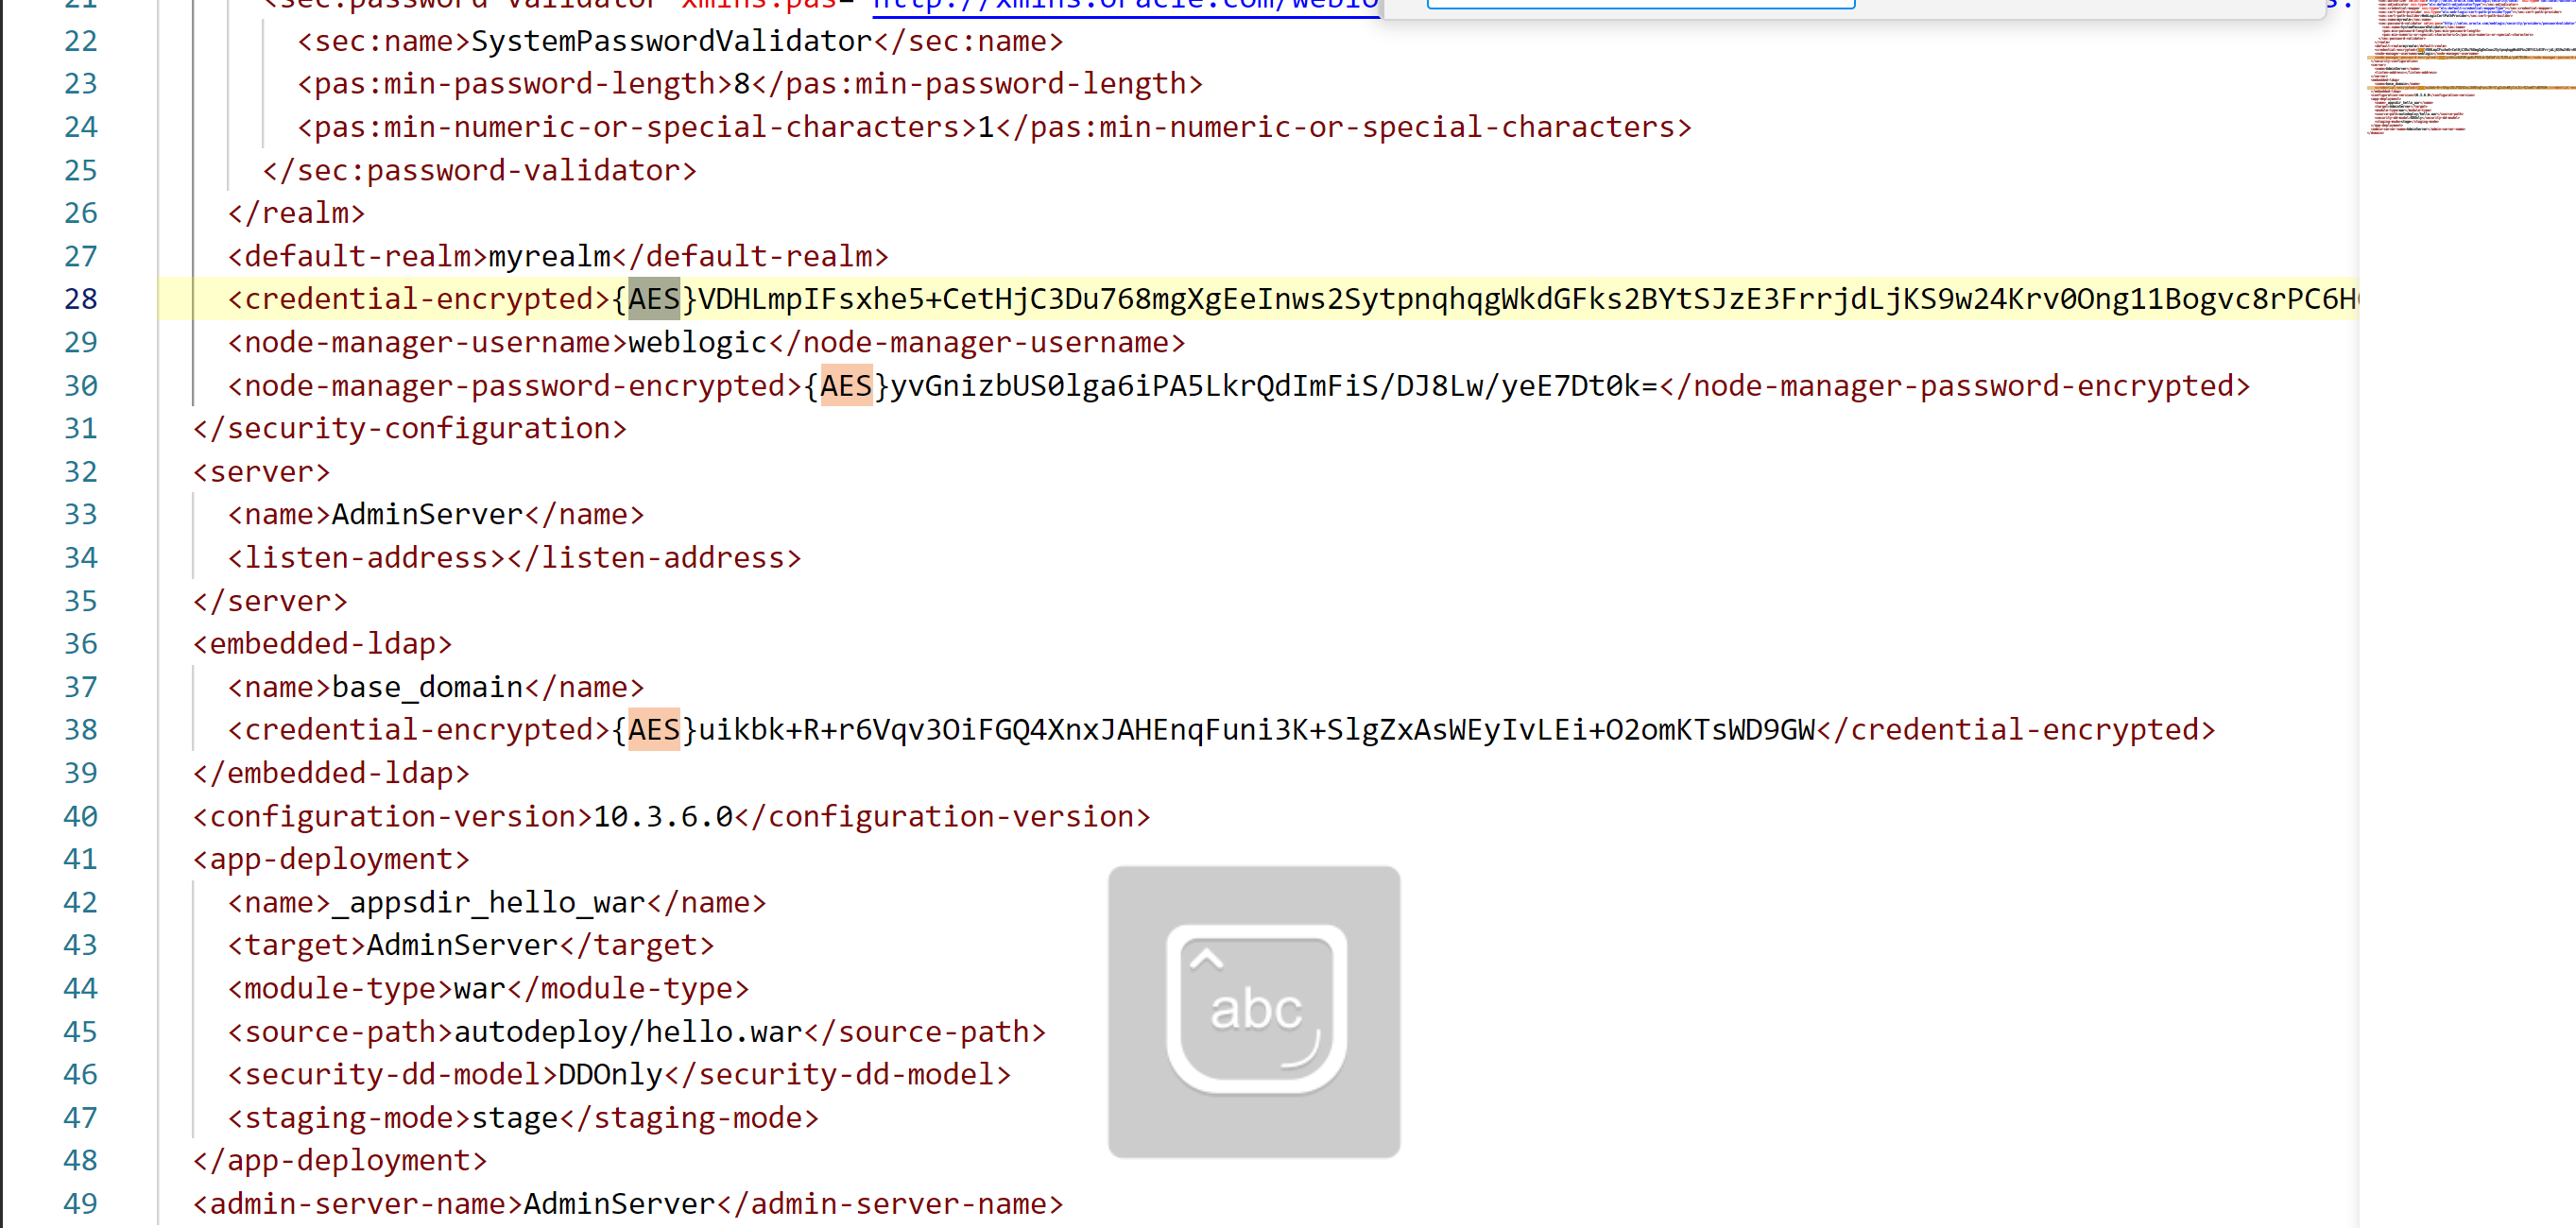 22 <sec:name>SystemPasswordValidator</sec:name>
23 <pas:min-password-length>8</pas:min-password-length>
24 <pas:min-numeric-or-special-characters>1</pas:min-numeric-or-special-characters>
25 </sec:password-validator>
26 </realm>
27 <default-realm>myrealm</default-realm>
28 <credential-encrypted>{AES}VDHLmpIFsxhe5+CetHjC3Du768mgXgEeInws2SytpnqhqgWkdGFks2BYtSJzE3FrrjdLjKS9w24Krv0Ong11Bogvc8rPC6H
29 <node-manager-username>weblogic</node-manager-username>
30 <node-manager-password-encrypted>{AES}yvGnizbUS0lga6iPA5LkrQdImFiS/DJ8Lw/yeE7Dt0k=</node-manager-password-encrypted>
31 </security-configuration>
32 <server>
33 <name>AdminServer</name>
34 <listen-address></listen-address>
35 </server>
36 <embedded-ldap>
37 <name>base_domain</name>
38 <credential-encrypted>{AES}uikbk+R+r6Vqv3OiFGQ4XnxJAHEnqFuni3K+SlgZxAsWEyIvLEi+O2omKTsWD9GW</credential-encrypted>
39 </embedded-ldap>
40 <configuration-version>10.3.6.0</configuration-version>
41 <app-deployment>
42 <name>_appsdir_hello_war</name>
43 <target>AdminServer</target>
44 <module-type>war</module-type>
45 <source-path>autodeploy/hello.war</source-path>
46 <security-dd-model>DDOnly</security-dd-model>
47 <staging-mode>stage</staging-mode>
48 </app-deployment>
49 <admin-server-name>AdminServer</admin-server-name>
abc